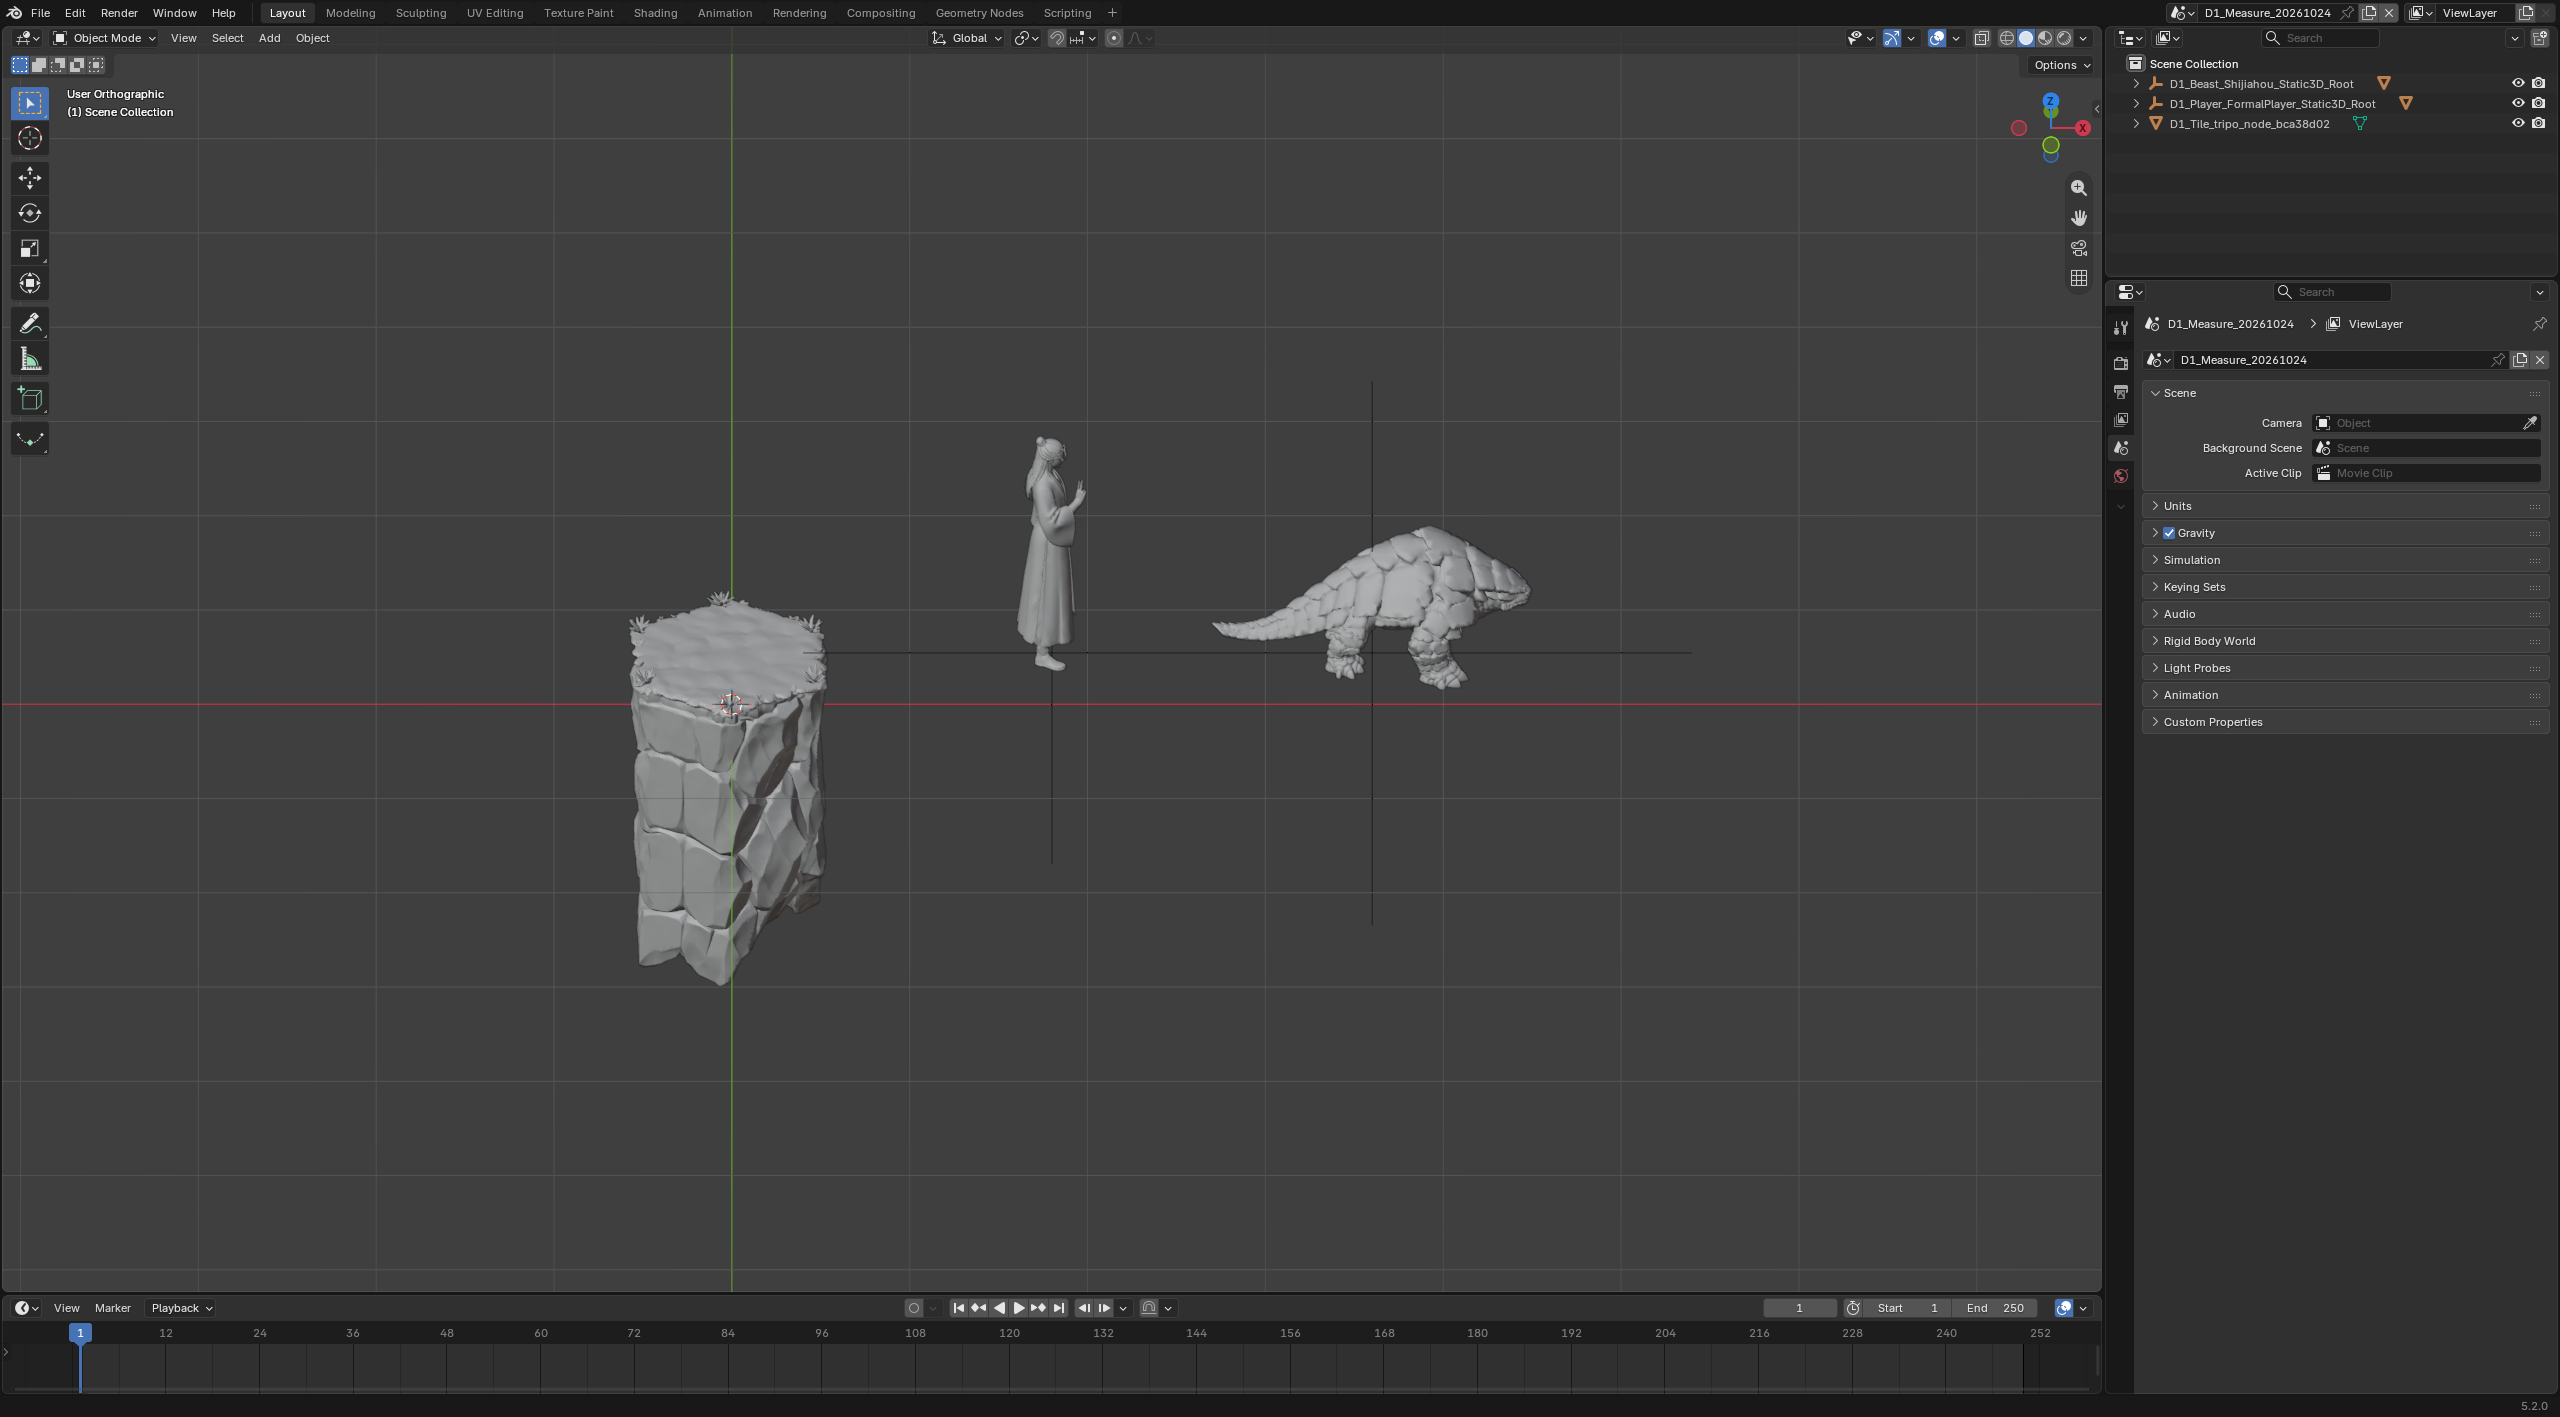 File Edit Render Window Help Layout Modeling Sculpting UV Editing Texture Paint Shading Animation Rendering Compositing Geometry Nodes Scripting + D1_Measure_20261024 ViewLayer
Object Mode View Select Add Object Global Search
Options
User Orthographic
(1) Scene Collection
Z
X
Scene Collection
D1_Beast_Shijiahou_Static3D_Root
D1_Player_FormalPlayer_Static3D_Root
D1_Tile_tripo_node_bca38d02
Search
D1_Measure_20261024 > ViewLayer
D1_Measure_20261024
Scene
Camera Object
Background Scene Scene
Active Clip Movie Clip
Units
Gravity
Simulation
Keying Sets
Audio
Rigid Body World
Light Probes
Animation
Custom Properties
View Marker Playback 1 Start 1 End 250
1 12 24 36 48 60 72 84 96 108 120 132 144 156 168 180 192 204 216 228 240 252
5.2.0